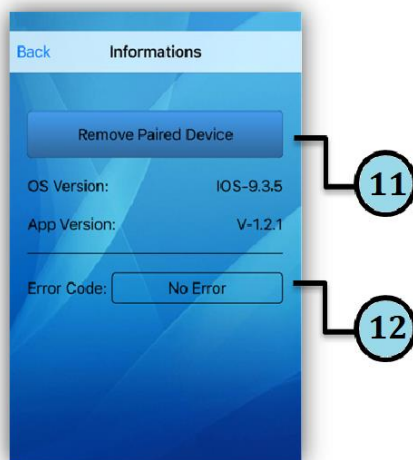 Back Informations
Remove Paired Device
11
OS Version: IOS-9.3.5
App Version: V-1.2.1
Error Code: No Error
12